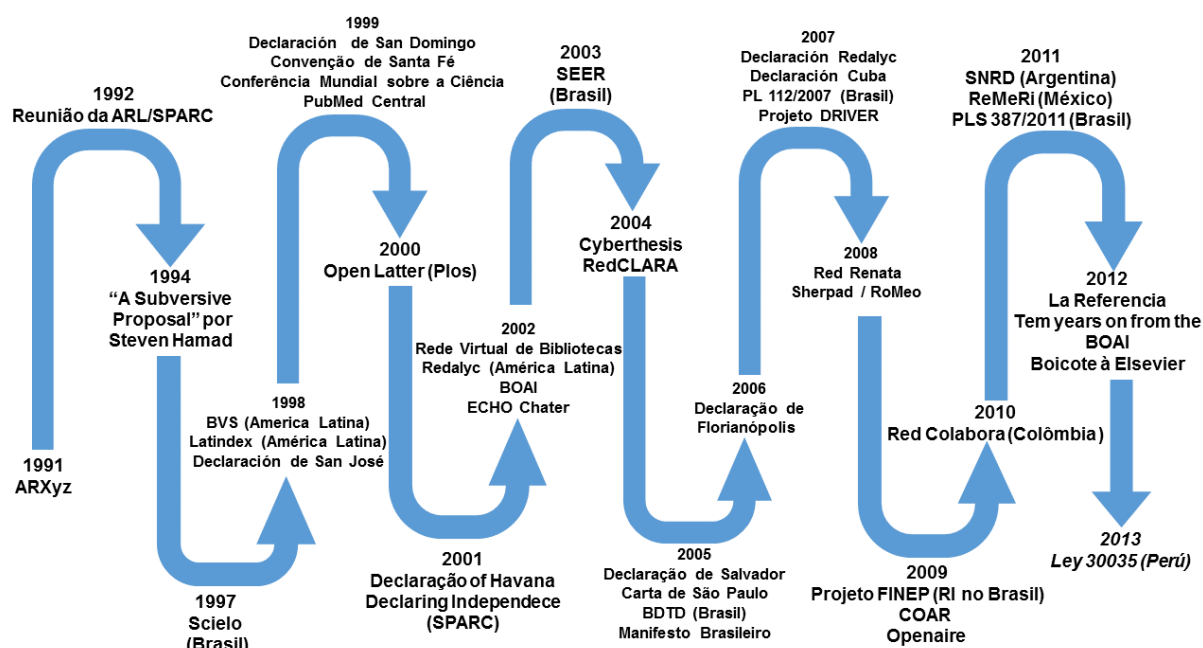 1991
ARXyz
1992
Reunião da ARL/SPARC
1994
“A Subversive
Proposal” por
Steven Hamad
1997
Scielo
(Brasil)
1998
BVS (America Latina)
Latindex (América Latina)
Declaración de San José
1999
Declaración de San Domingo
Convenção de Santa Fé
Conferência Mundial sobre a Ciência
PubMed Central
2000
Open Latter (Plos)
2001
Declaração of Havana
Declaring Independece
(SPARC)
2002
Rede Virtual de Bibliotecas
Redalyc (América Latina)
BOAI
ECHO Chater
2003
SEER
(Brasil)
2004
Cyberthesis
RedCLARA
2005
Declaração de Salvador
Carta de São Paulo
BDTD (Brasil)
Manifesto Brasileiro
2006
Declaração de
Florianópolis
2007
Declaración Redalyc
Declaración Cuba
PL 112/2007 (Brasil)
Projeto DRIVER
2008
Red Renata
Sherpad / RoMeo
2009
Projeto FINEP (RI no Brasil)
COAR
Openaire
2010
Red Colabora (Colômbia)
2011
SNRD (Argentina)
ReMeRi (México)
PLS 387/2011 (Brasil)
2012
La Referencia
Tem years on from the
BOAI
Boicote à Elsevier
2013
Ley 30035 (Perú)